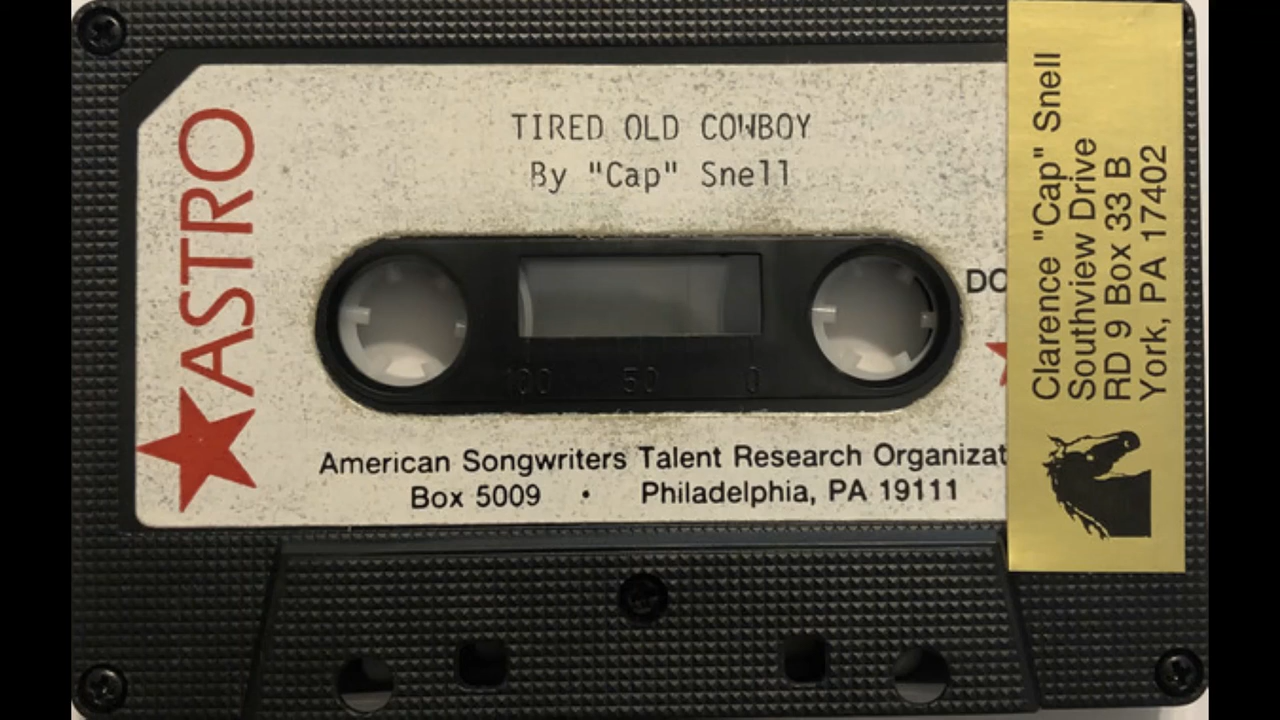 TIRED OLD COWBOY
By "Cap" Snell
ASTRO
DO
100 50 0
American Songwriters Talent Research Organizat
Box 5009 • Philadelphia, PA 19111
Clarence "Cap" Snell
Southview Drive
RD 9 Box 33 B
York, PA 17402